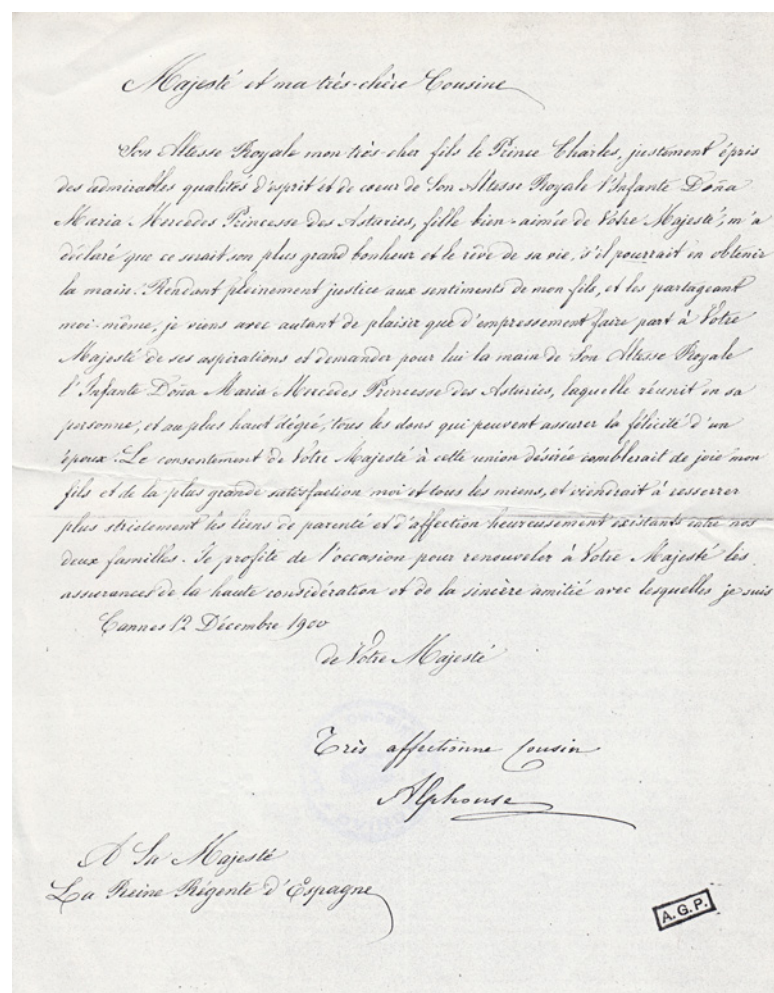 Majesté et ma très-chère Cousine
Son Altesse Royale mon très-cher fils le Prince Charles, justement épris
des admirables qualités d'esprit et de coeur de Son Altesse Royale l'Infante Doña
Maria Mercedes Princesse des Asturies, fille bien-aimée de Votre Majesté, m'a
déclaré que ce serait son plus grand bonheur et le rêve de sa vie, s'il pourrait en obtenir
la main. Rendant pleinement justice aux sentiments de mon fils, et les partageant
moi-même, je viens avec autant de plaisir que d'empressement faire part à Votre
Majesté de ses aspirations et demander pour lui la main de Son Altesse Royale
l'Infante Doña Maria Mercedes Princesse des Asturies, laquelle réunit en sa
personne, et au plus haut dégré, tous les dons qui peuvent assurer la félicité d'un
époux. Le consentement de Votre Majesté à cette union désirée comblerait de joie mon
fils et de la plus grande satisfaction moi et tous les miens, et viendrait à resserrer
plus strictement les liens de parenté et d'affection heureusement existants entre nos
deux familles. Je profite de l'occasion pour renouveler à Votre Majesté les
assurances de la haute considération et de la sincère amitié avec lesquelles je suis
Cannes 12 Décembre 1900
de Votre Majesté
Très affectionne Cousin
Alphonse
A Sa Majesté
La Reine Régente d'Espagne
A.G.P.